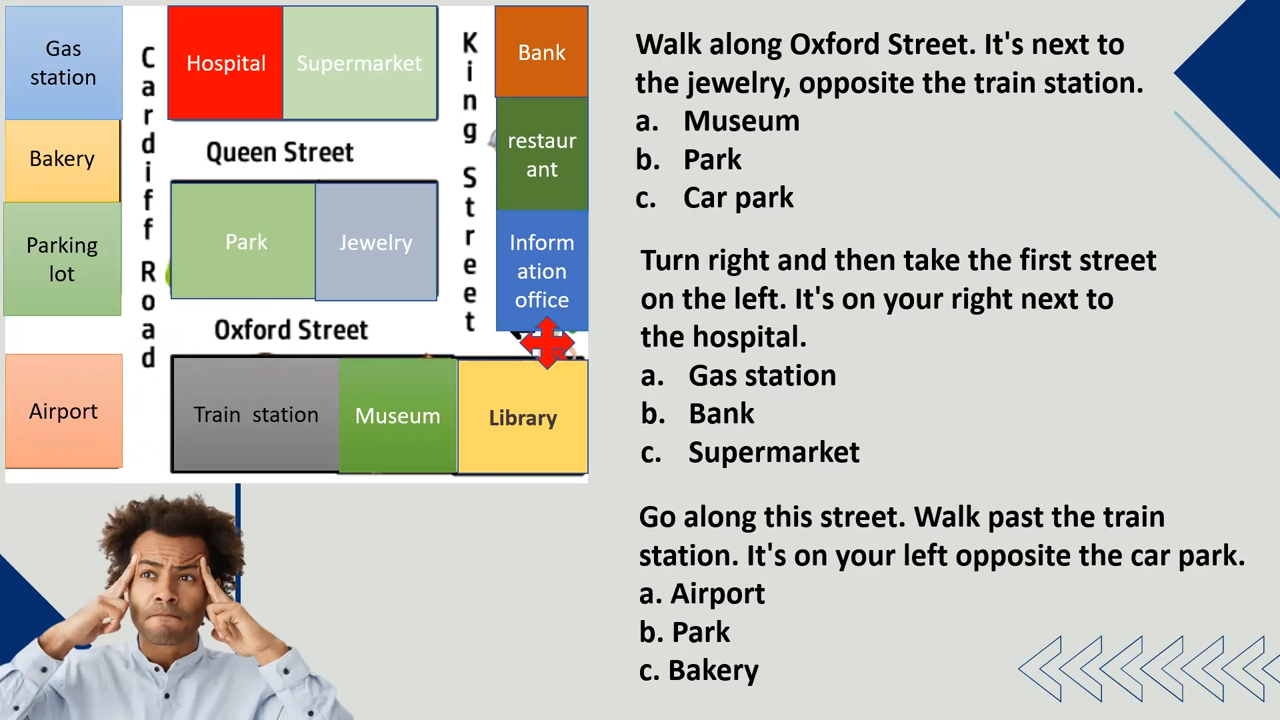 Gas
station
Bakery
Parking
lot
Airport
Cardiff Road
Hospital
Supermarket
Queen Street
Park
Jewelry
Oxford Street
Train station
Museum
Library
King Street
Bank
restaur
ant
Inform
ation
office
Walk along Oxford Street. It's next to
the jewelry, opposite the train station.
a. Museum
b. Park
c. Car park
Turn right and then take the first street
on the left. It's on your right next to
the hospital.
a. Gas station
b. Bank
c. Supermarket
Go along this street. Walk past the train
station. It's on your left opposite the car park.
a. Airport
b. Park
c. Bakery